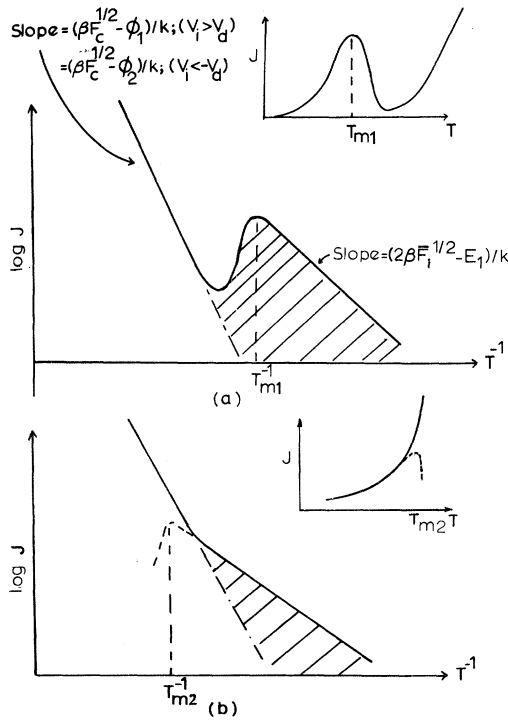 Slope=(βF_c^1/2-ϕ_1)/k; (V_i>V_d)
=(βF_c^1/2-ϕ_2)/k; (V_i<-V_d)
J
T_m1
T
log J
Slope=(2βF_i^1/2-E_1)/k
T^-1
T_m1^-1
(a)
J
T_m2 T
log J
T^-1
T_m2^-1
(b)